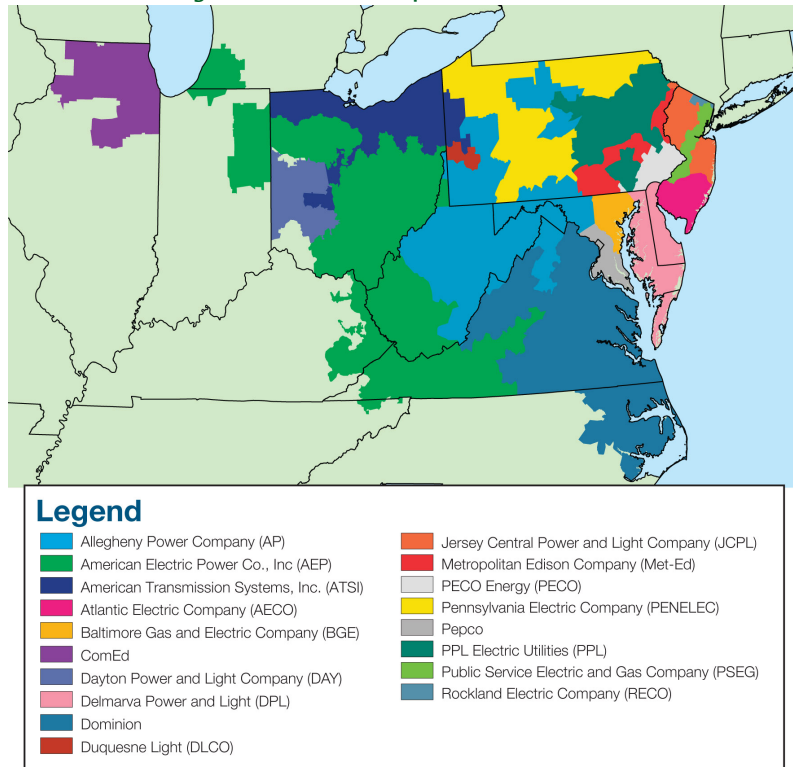 Legend
Allegheny Power Company (AP)
American Electric Power Co., Inc (AEP)
American Transmission Systems, Inc. (ATSI)
Atlantic Electric Company (AECO)
Baltimore Gas and Electric Company (BGE)
ComEd
Dayton Power and Light Company (DAY)
Delmarva Power and Light (DPL)
Dominion
Duquesne Light (DLCO)
Jersey Central Power and Light Company (JCPL)
Metropolitan Edison Company (Met-Ed)
PECO Energy (PECO)
Pennsylvania Electric Company (PENELEC)
Pepco
PPL Electric Utilities (PPL)
Public Service Electric and Gas Company (PSEG)
Rockland Electric Company (RECO)